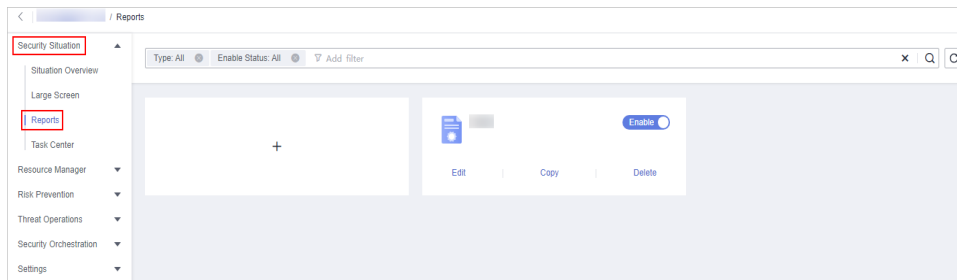 / Reports
Security Situation
Situation Overview
Large Screen
Reports
Task Center
Resource Manager
Risk Prevention
Threat Operations
Security Orchestration
Settings
Type: All Enable Status: All Add filter
+
Enable
Edit Copy Delete